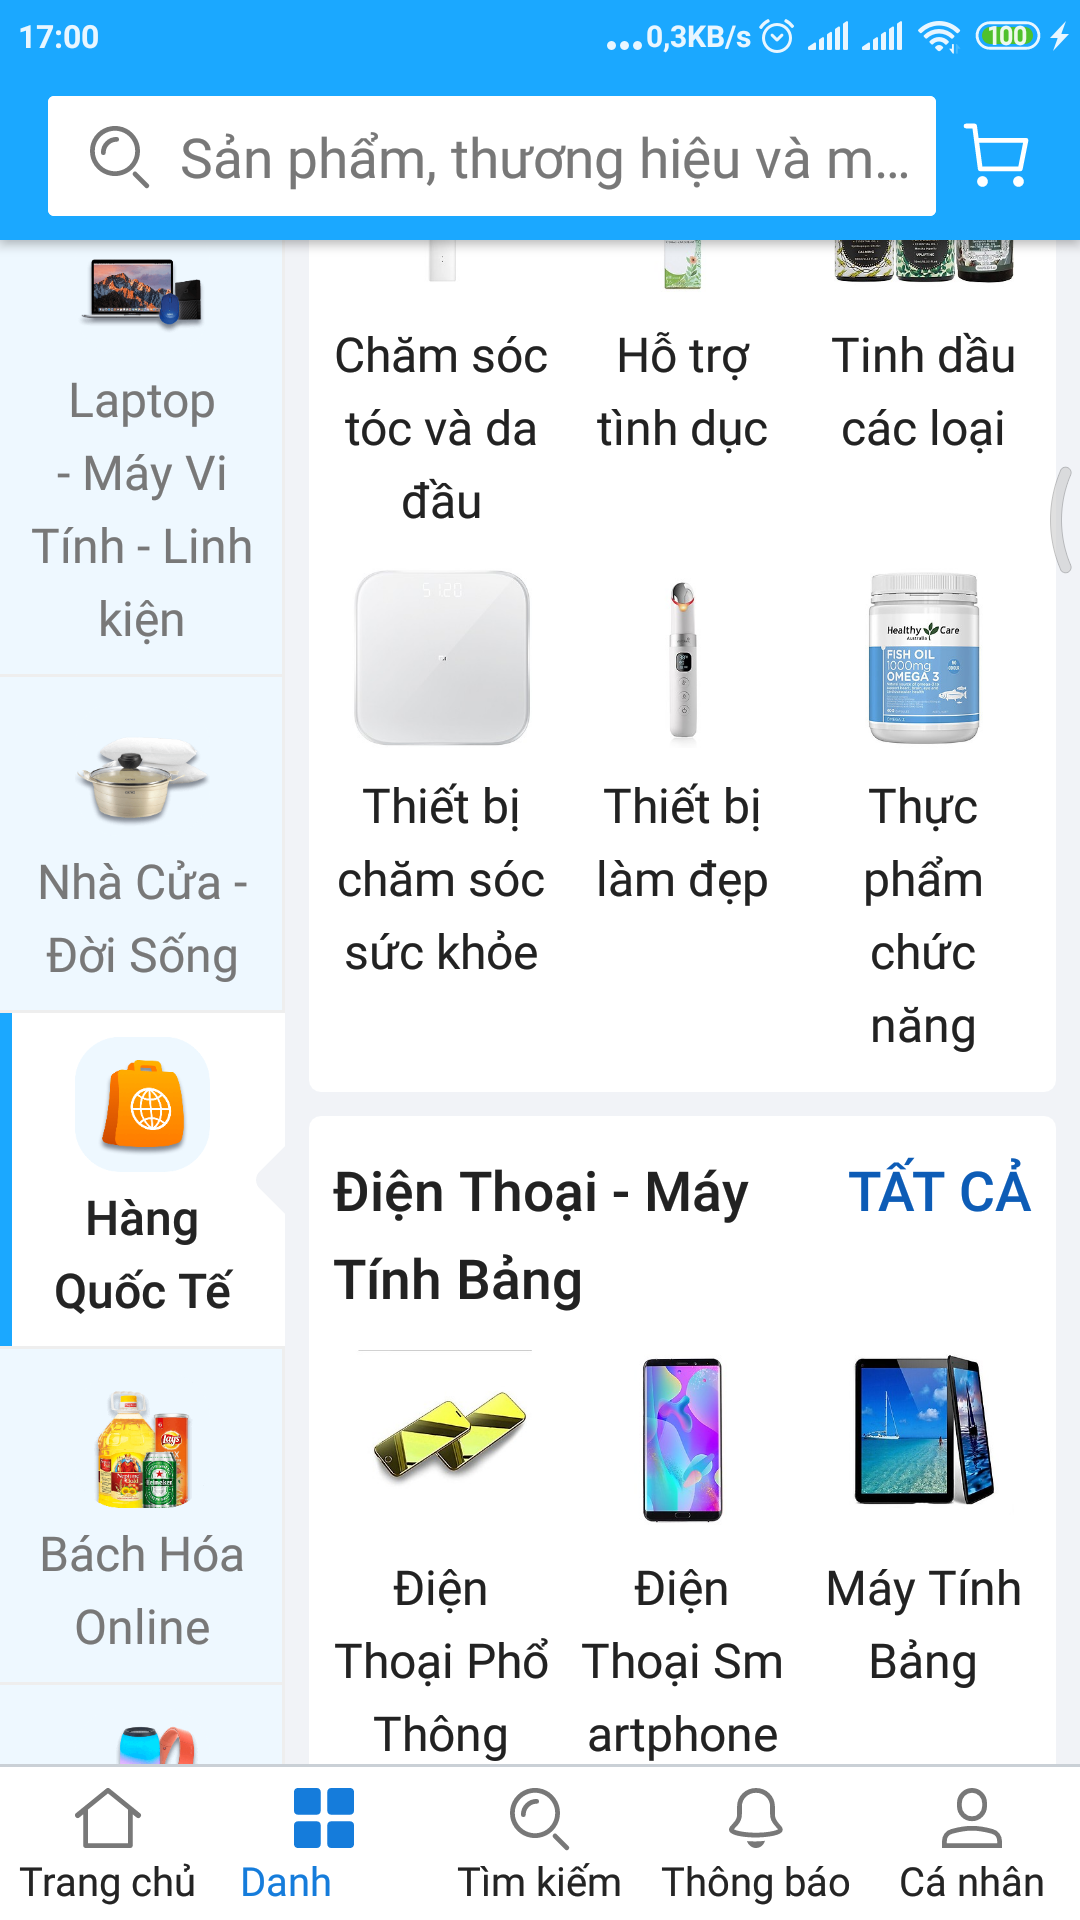 17:00
...0,3KB/s
100
Sản phẩm, thương hiệu và m...
Laptop
- Máy Vi
Tính - Linh
kiện
Nhà Cửa -
Đời Sống
Hàng
Quốc Tế
Bách Hóa
Online
Chăm sóc
tóc và da
đầu
Hỗ trợ
tình dục
Tinh dầu
các loại
Healthy Care
Australia
FISH OIL
1000mg
OMEGA 3
Thiết bị
chăm sóc
sức khỏe
Thiết bị
làm đẹp
Thực
phẩm
chức
năng
Điện Thoại - Máy
Tính Bảng
TẤT CẢ
Điện
Thoại Phổ
Thông
Điện
Thoại Sm
artphone
Máy Tính
Bảng
Trang chủ
Danh
Tìm kiếm
Thông báo
Cá nhân